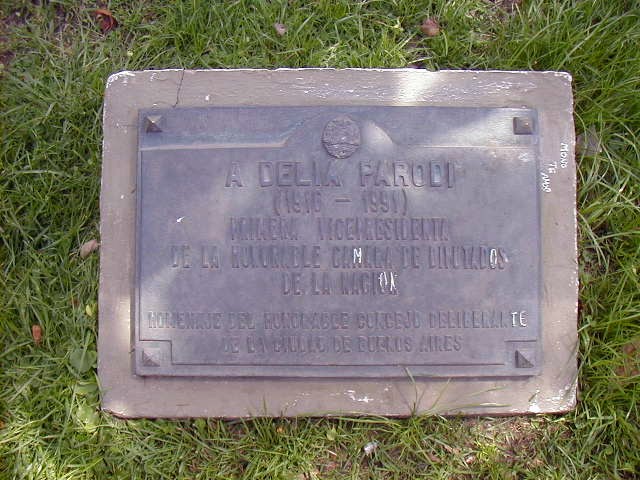 A DELIA PARODI
(1916 - 1991)
PRIMERA VICEPRESIDENTA
DE LA HONORABLE CAMARA DE DIPUTADOS
DE LA NACION
HOMENAJE DEL HONORABLE CONCEJO DELIBERANTE
DE LA CIUDAD DE BUENOS AIRES
MONO